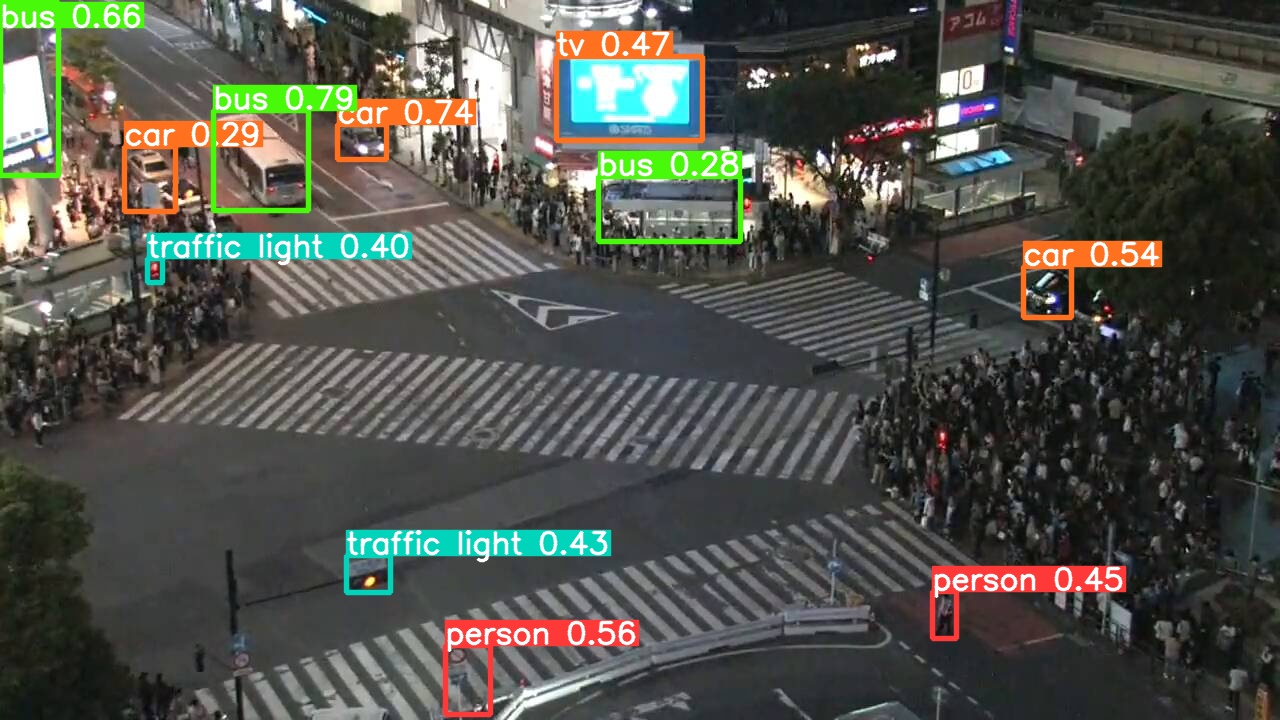 bus 0.66
tv 0.47
アコム
bus 0.79
car 0.74
car 0.29
bus 0.28
traffic light 0.40
car 0.54
traffic light 0.43
person 0.45
person 0.56